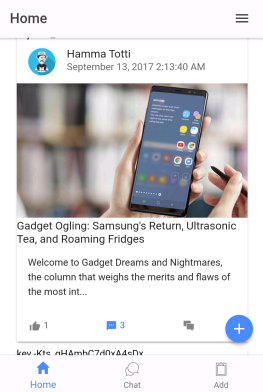 Home
Hamma Totti
September 13, 2017 2:13:40 AM
Gadget Ogling: Samsung's Return, Ultrasonic
Tea, and Roaming Fridges
Welcome to Gadget Dreams and Nightmares,
the column that weighs the merits and flaws of
the most int...
1
3
Home
Chat
Add